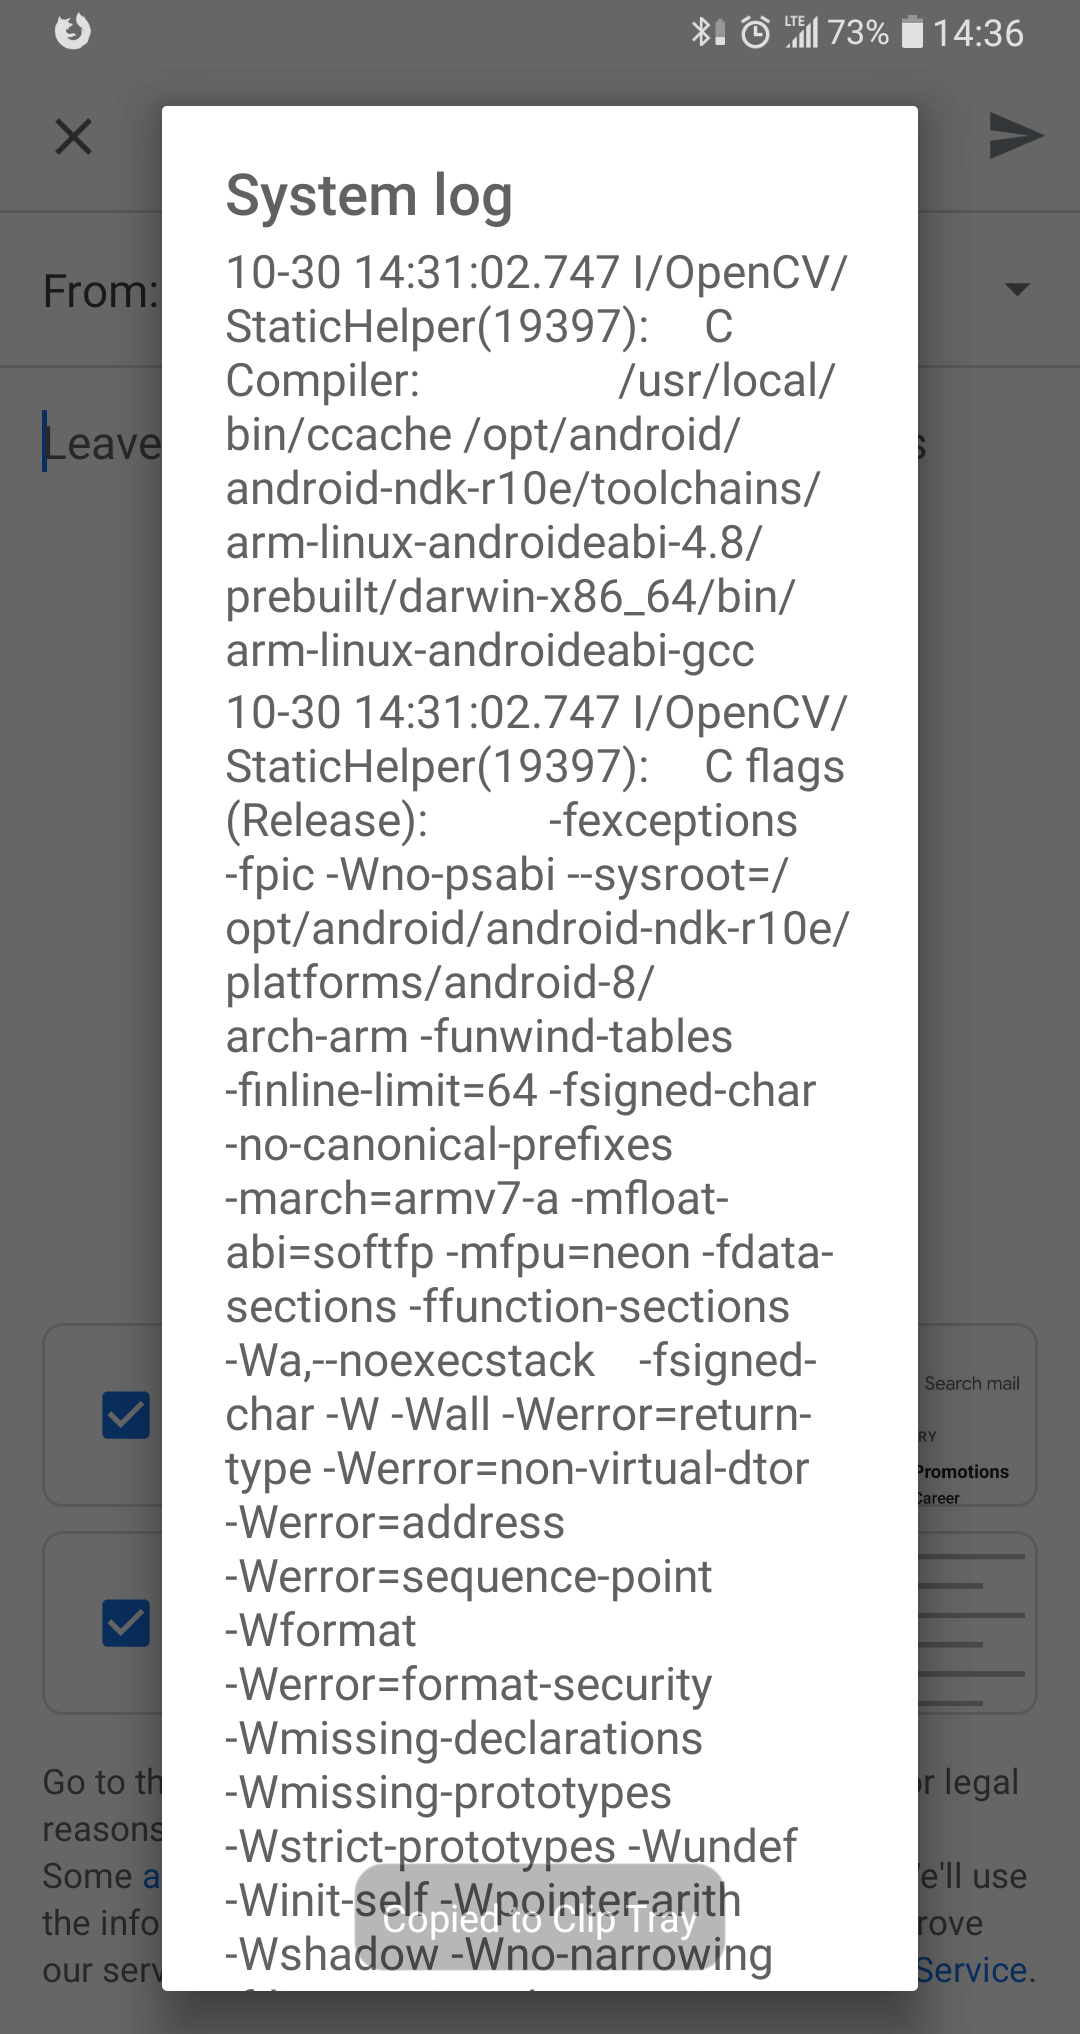 LTE 73% 14:36
System log
10-30 14:31:02.747 I/OpenCV/
StaticHelper(19397): C
Compiler: /usr/local/
bin/ccache /opt/android/
android-ndk-r10e/toolchains/
arm-linux-androideabi-4.8/
prebuilt/darwin-x86_64/bin/
arm-linux-androideabi-gcc
10-30 14:31:02.747 I/OpenCV/
StaticHelper(19397): C flags
(Release): -fexceptions
-fpic -Wno-psabi --sysroot=/
opt/android/android-ndk-r10e/
platforms/android-8/
arch-arm -funwind-tables
-finline-limit=64 -fsigned-char
-no-canonical-prefixes
-march=armv7-a -mfloat-
abi=softfp -mfpu=neon -fdata-
sections -ffunction-sections
-Wa,--noexecstack -fsigned-
char -W -Wall -Werror=return-
type -Werror=non-virtual-dtor
-Werror=address
-Werror=sequence-point
-Wformat
-Werror=format-security
-Wmissing-declarations
-Wmissing-prototypes
-Wstrict-prototypes -Wundef
-Winit-self -Wpointer-arith
-Wshadow -Wno-narrowing
Copied to Clip Tray
From:
Leave
Search mail
RY
Promotions
Career
Go to th
or legal
reasons
Some a
e'll use
the info
rove
our serv
Service.